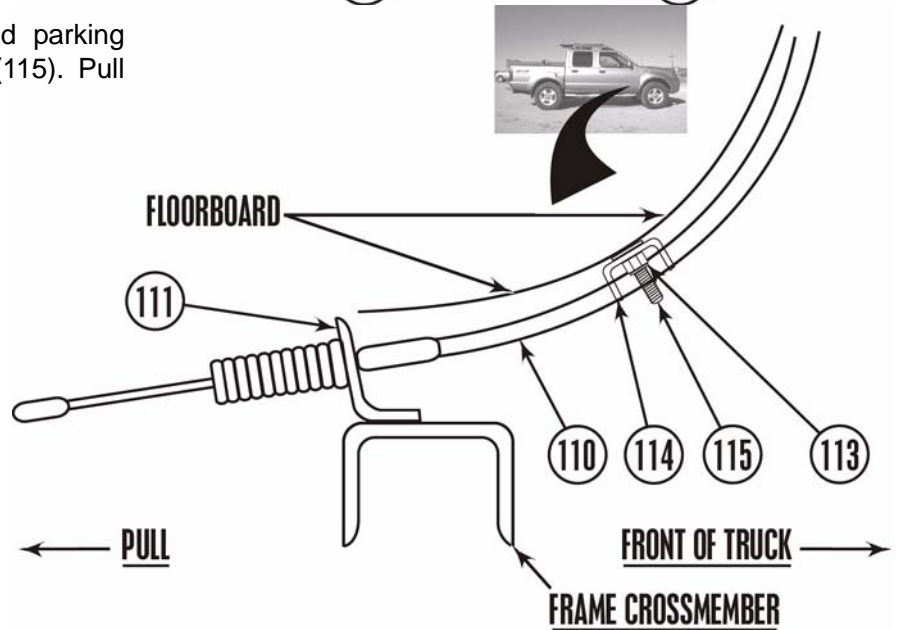 d parking
(115). Pull
FLOORBOARD
111
110
114
115
113
PULL
FRONT OF TRUCK
FRAME CROSSMEMBER